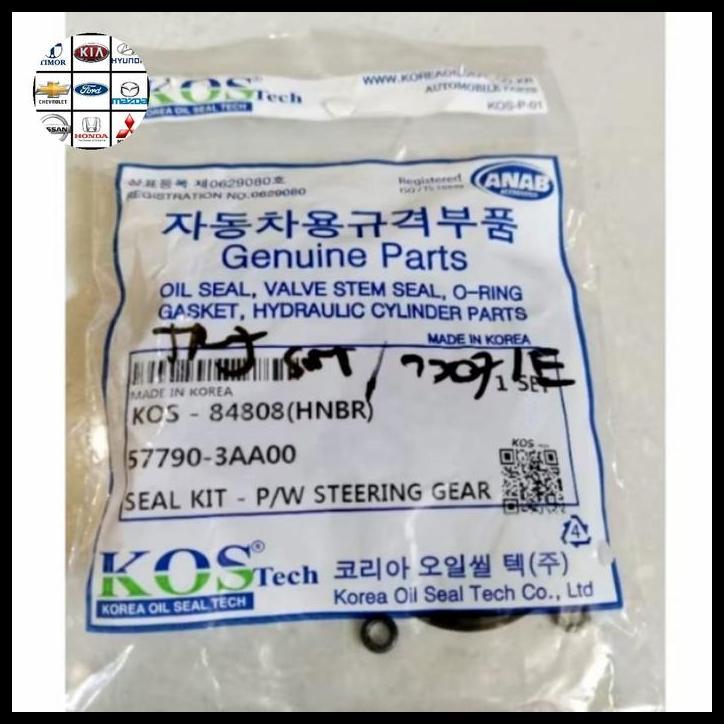 TIMOR KIA HYUNDAI
CHEVROLET Ford mazda
NISSAN HONDA
KOS Tech
KOREA OIL SEAL TECH
AUTOMOBILE PARTS
KOS-P-01
상표등록 제0629080호
REGISTRATION NO.0629080
Registered
ANAB
자동차용규격부품
Genuine Parts
OIL SEAL, VALVE STEM SEAL, O-RING
GASKET, HYDRAULIC CYLINDER PARTS
MADE IN KOREA
MADE IN KOREA
1 SET
KOS - 84808(HNBR)
57790-3AA00
KOS
SEAL KIT - P/W STEERING GEAR
4
KOS® Tech
KOREA OIL SEAL TECH
코리아 오일씰 텍(주)
Korea Oil Seal Tech Co., Ltd